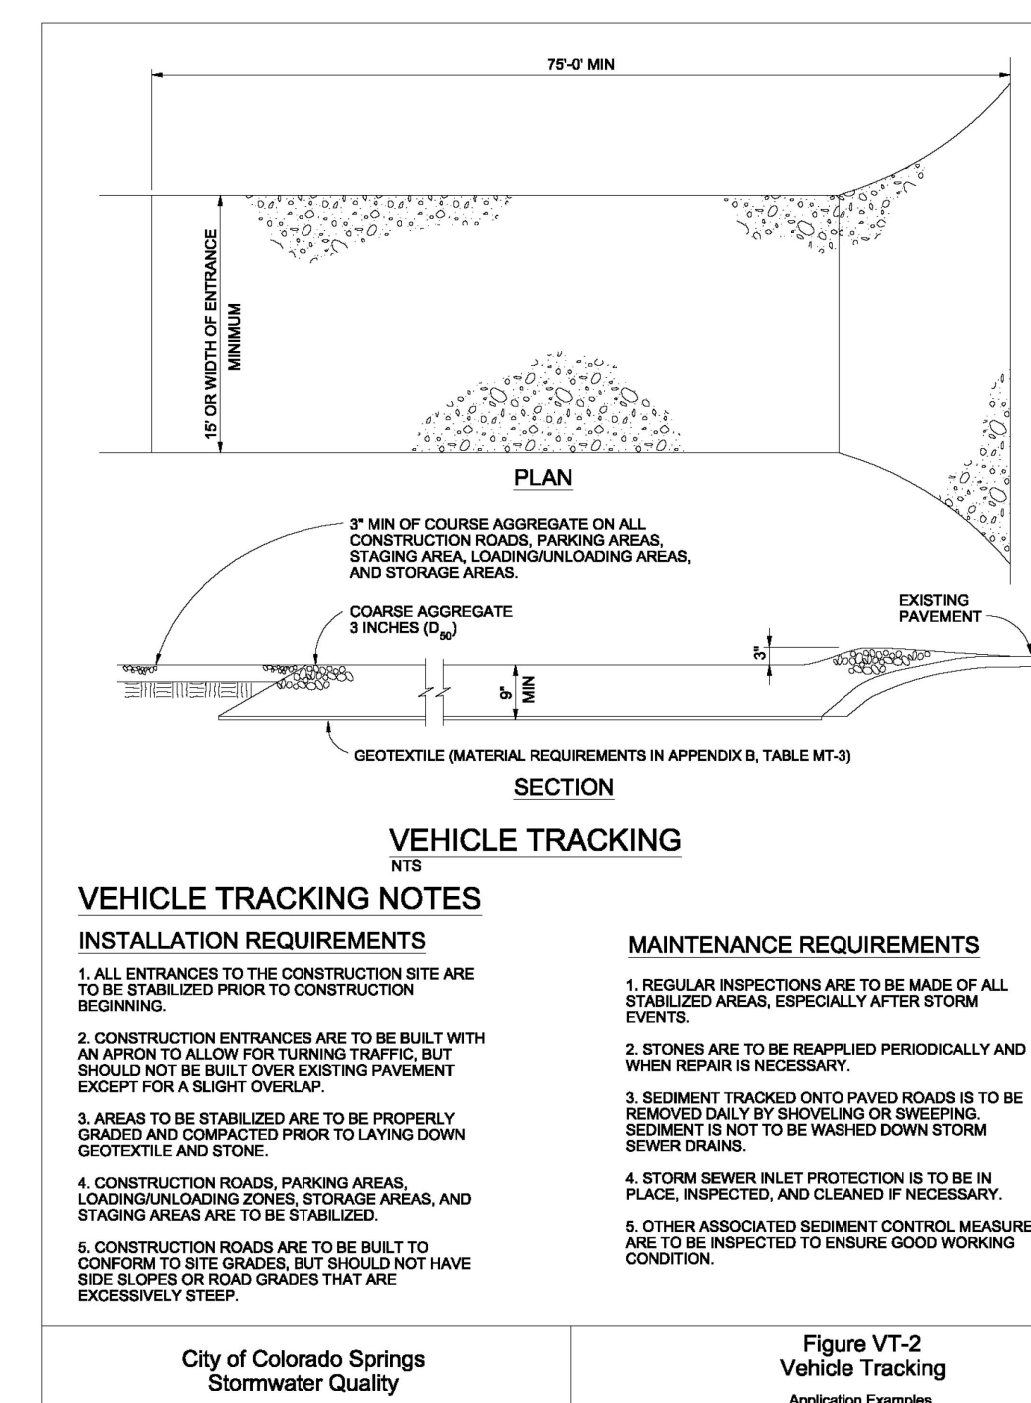 75'-0' MIN
15' OR WIDTH OF ENTRANCE
MINIMUM
PLAN
3" MIN OF COURSE AGGREGATE ON ALL
CONSTRUCTION ROADS, PARKING AREAS,
STAGING AREA, LOADING/UNLOADING AREAS,
AND STORAGE AREAS.
COARSE AGGREGATE
3 INCHES (D50)
EXISTING
PAVEMENT
3"
9"
MIN
GEOTEXTILE (MATERIAL REQUIREMENTS IN APPENDIX B, TABLE MT-3)
SECTION
VEHICLE TRACKING
NTS
VEHICLE TRACKING NOTES
INSTALLATION REQUIREMENTS
1. ALL ENTRANCES TO THE CONSTRUCTION SITE ARE
TO BE STABILIZED PRIOR TO CONSTRUCTION
BEGINNING.
2. CONSTRUCTION ENTRANCES ARE TO BE BUILT WITH
AN APRON TO ALLOW FOR TURNING TRAFFIC, BUT
SHOULD NOT BE BUILT OVER EXISTING PAVEMENT
EXCEPT FOR A SLIGHT OVERLAP.
3. AREAS TO BE STABILIZED ARE TO BE PROPERLY
GRADED AND COMPACTED PRIOR TO LAYING DOWN
GEOTEXTILE AND STONE.
4. CONSTRUCTION ROADS, PARKING AREAS,
LOADING/UNLOADING ZONES, STORAGE AREAS, AND
STAGING AREAS ARE TO BE STABILIZED.
5. CONSTRUCTION ROADS ARE TO BE BUILT TO
CONFORM TO SITE GRADES, BUT SHOULD NOT HAVE
SIDE SLOPES OR ROAD GRADES THAT ARE
EXCESSIVELY STEEP.
MAINTENANCE REQUIREMENTS
1. REGULAR INSPECTIONS ARE TO BE MADE OF ALL
STABILIZED AREAS, ESPECIALLY AFTER STORM
EVENTS.
2. STONES ARE TO BE REAPPLIED PERIODICALLY AND
WHEN REPAIR IS NECESSARY.
3. SEDIMENT TRACKED ONTO PAVED ROADS IS TO BE
REMOVED DAILY BY SHOVELING OR SWEEPING.
SEDIMENT IS NOT TO BE WASHED DOWN STORM
SEWER DRAINS.
4. STORM SEWER INLET PROTECTION IS TO BE IN
PLACE, INSPECTED, AND CLEANED IF NECESSARY.
5. OTHER ASSOCIATED SEDIMENT CONTROL MEASURE
ARE TO BE INSPECTED TO ENSURE GOOD WORKING
CONDITION.
City of Colorado Springs
Stormwater Quality
Figure VT-2
Vehicle Tracking
Application Examples